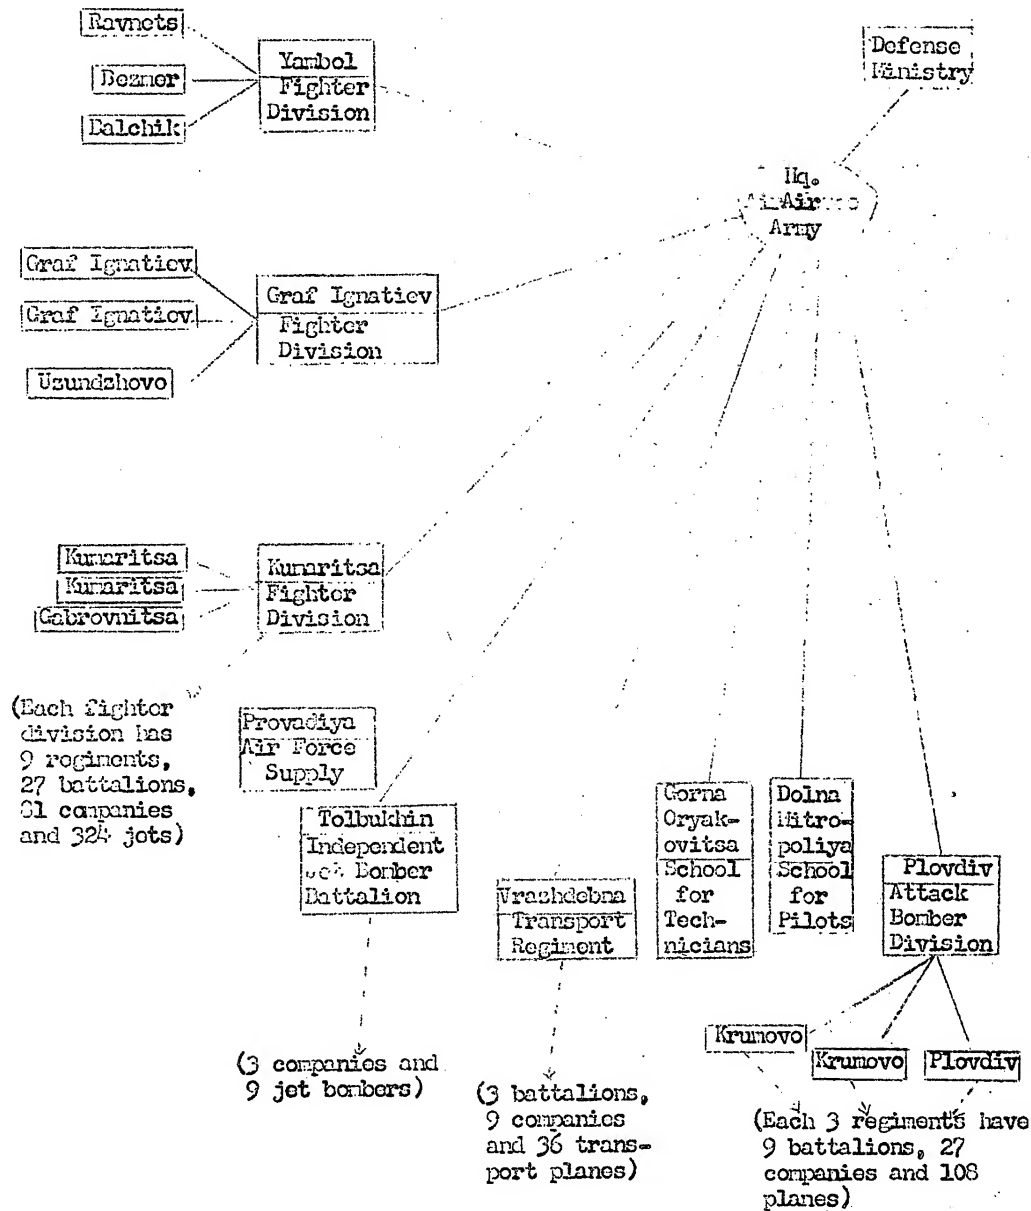 Ravnets
Bezmer
Balchik
Yambol
Fighter
Division
Defense
Ministry
Hq.
Air
Army
Graf Ignatiev
Graf Ignatiev
Uzundzhovo
Graf Ignatiev
Fighter
Division
Kumaritsa
Kumaritsa
Gabrovnitsa
Kumaritsa
Fighter
Division
(Each fighter
division has
9 regiments,
27 battalions,
81 companies
and 324 jets)
Provadiya
Air Force
Supply
Tolbukhin
Independent
Jet Bomber
Battalion
(3 companies and
9 jet bombers)
Vrashdebna
Transport
Regiment
(3 battalions,
9 companies
and 36 trans-
port planes)
Gorna
Oryak-
ovitsa
School
for
Tech-
nicians
Dolna
Mitro-
poliya
School
for
Pilots
Plovdiv
Attack
Bomber
Division
Krumovo
Krumovo
Plovdiv
(Each 3 regiments have
9 battalions, 27
companies and 108
planes)